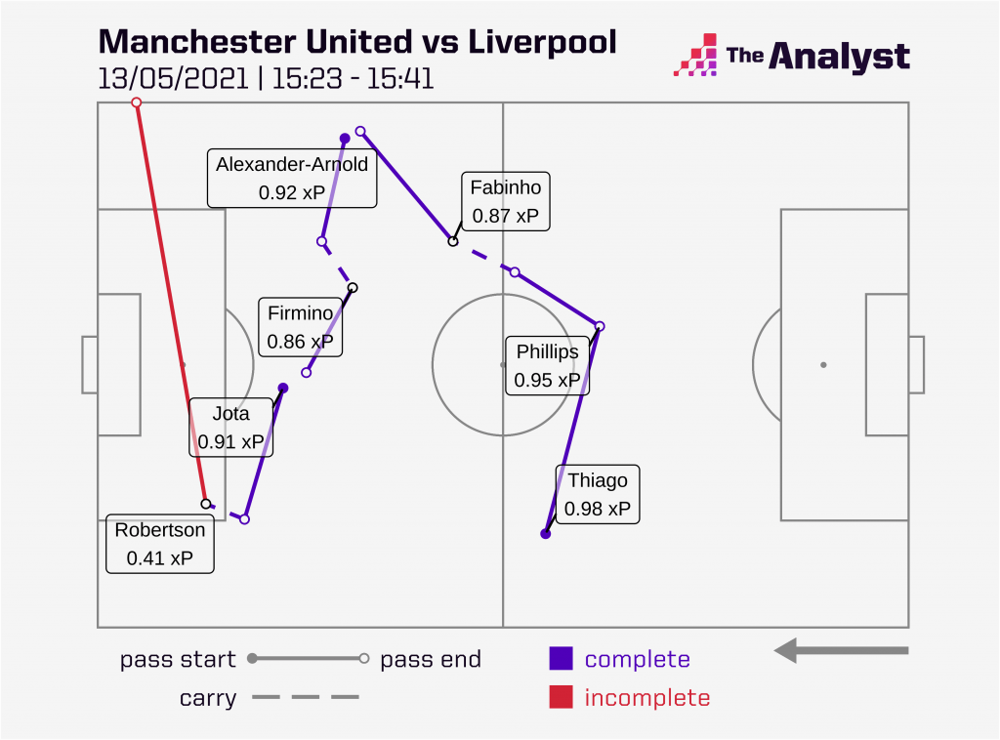 Manchester United vs Liverpool
13/05/2021 | 15:23 - 15:41
The Analyst
Alexander-Arnold
0.92 xP
Fabinho
0.87 xP
Firmino
0.86 xP
Phillips
0.95 xP
Jota
0.91 xP
Thiago
0.98 xP
Robertson
0.41 xP
pass start
pass end
complete
carry
incomplete